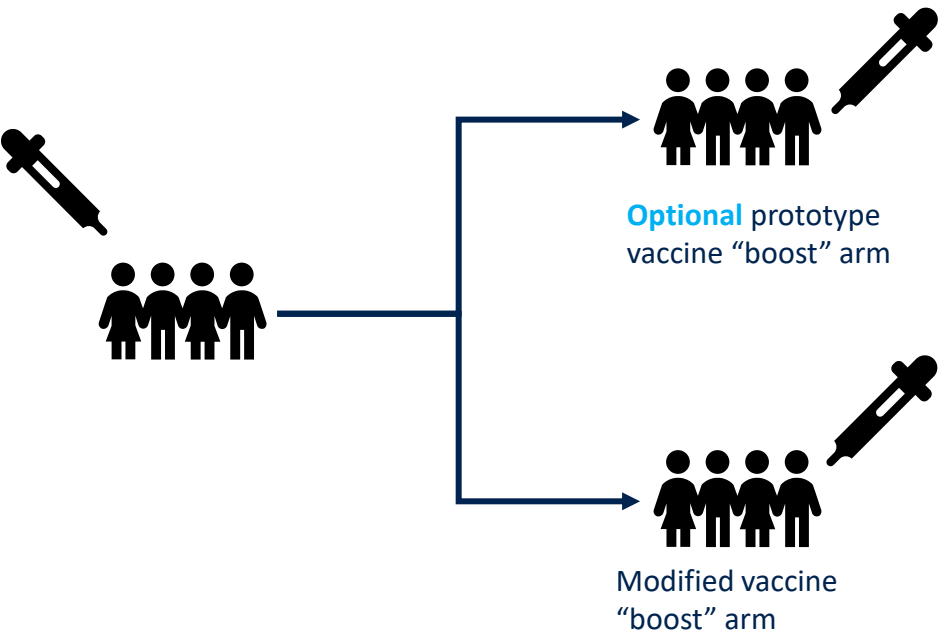 Optional prototype
vaccine “boost” arm
Modified vaccine
“boost” arm